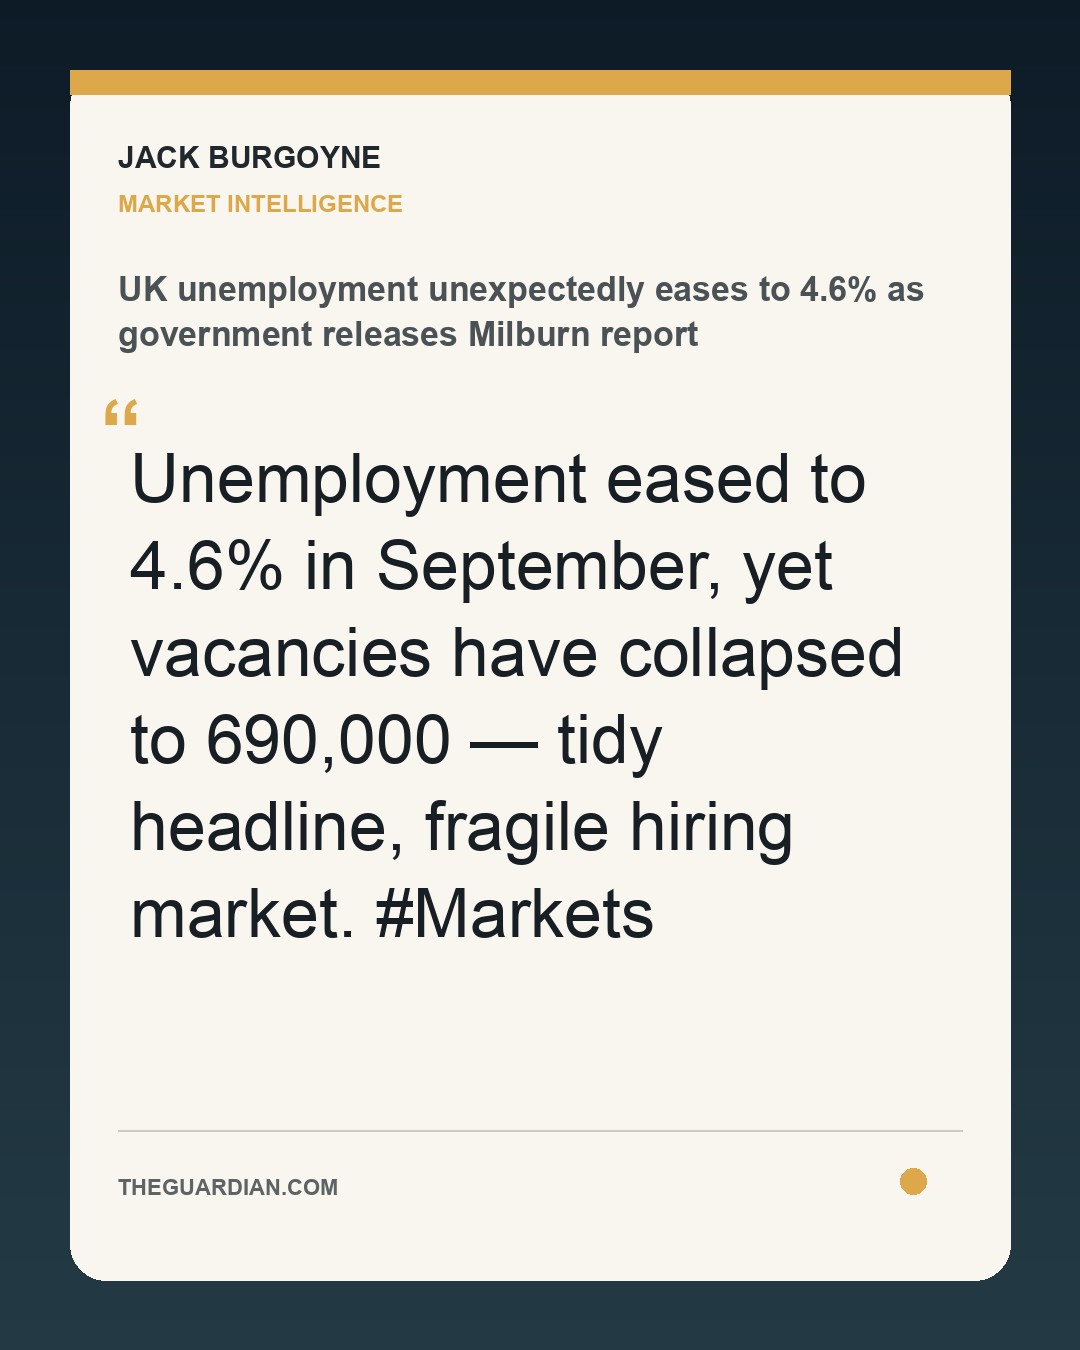 JACK BURGOYNE
MARKET INTELLIGENCE
UK unemployment unexpectedly eases to 4.6% as
government releases Milburn report
“
Unemployment eased to
4.6% in September, yet
vacancies have collapsed
to 690,000 — tidy
headline, fragile hiring
market. #Markets
THEGUARDIAN.COM